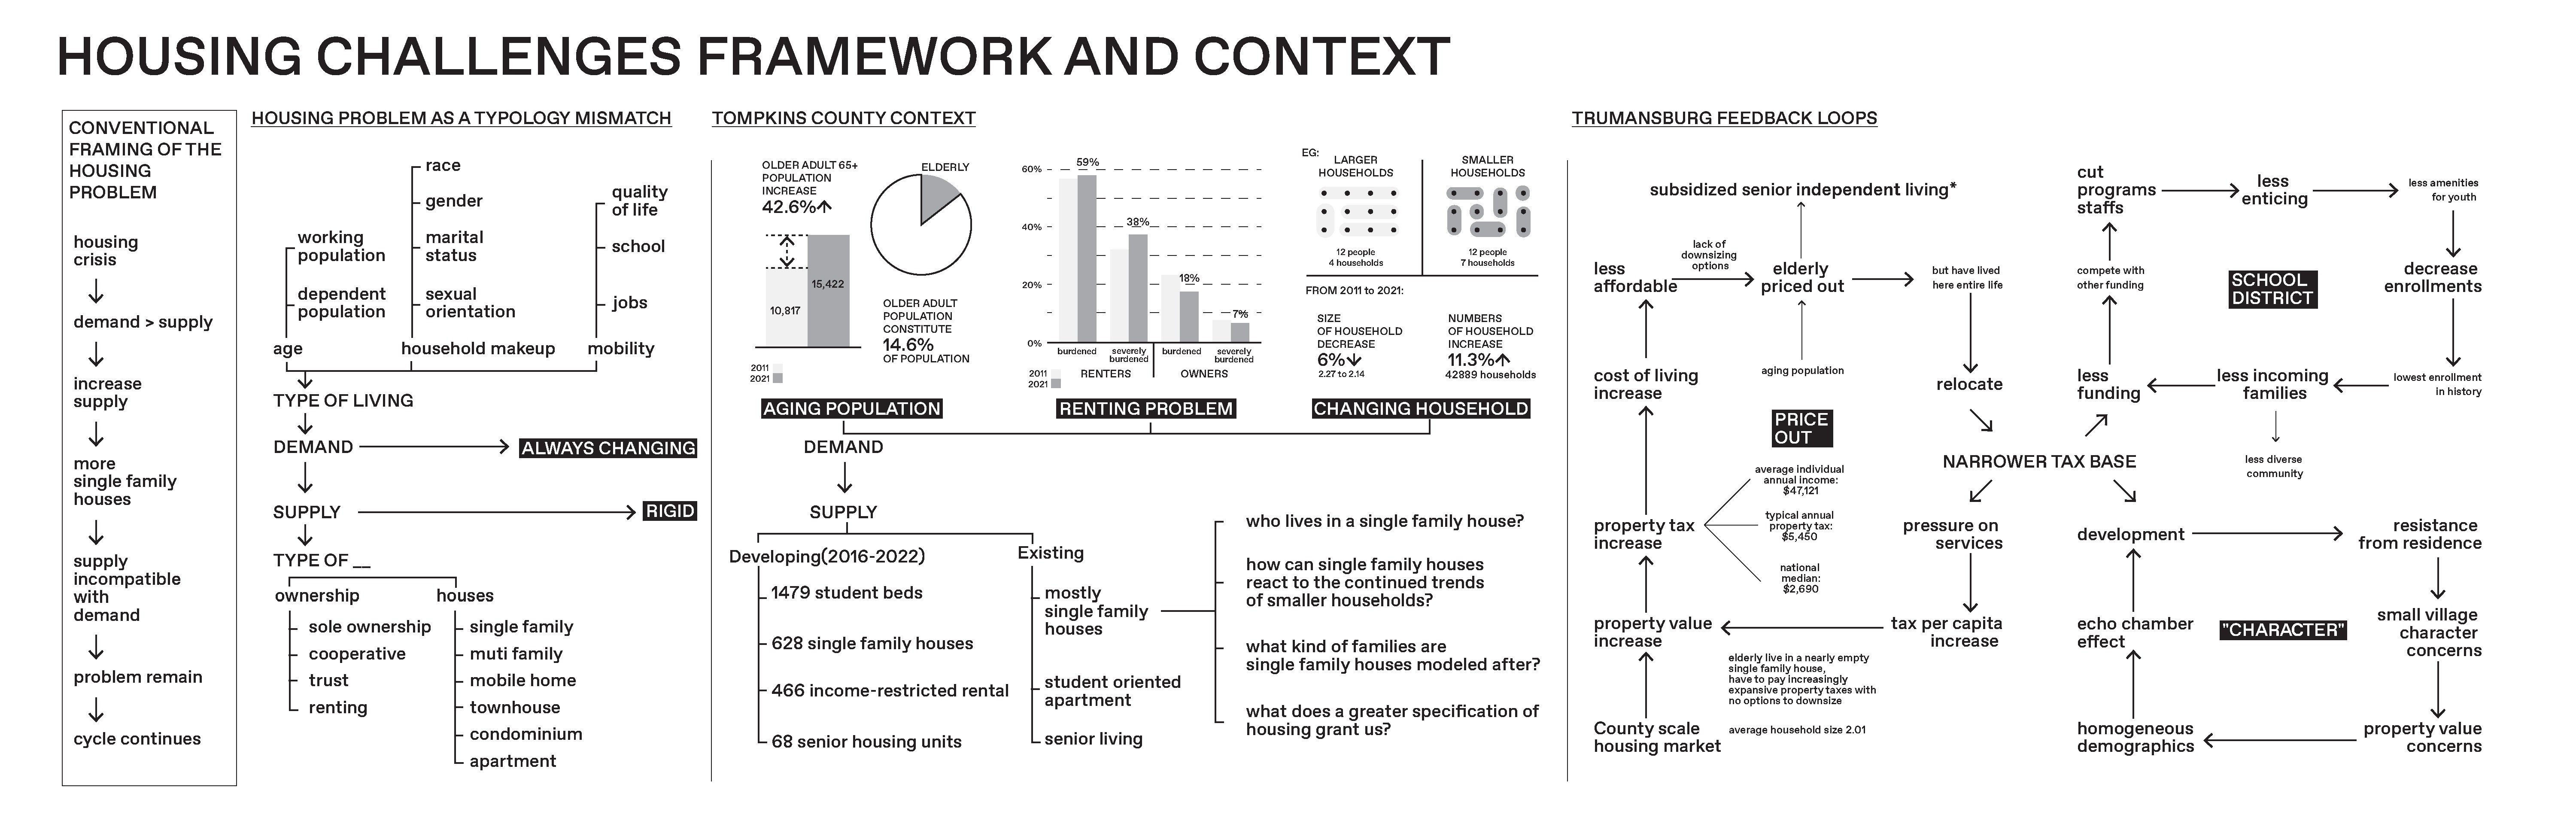 HOUSING CHALLENGES FRAMEWORK AND CONTEXT
CONVENTIONAL
FRAMING OF THE
HOUSING
PROBLEM
housing
crisis
demand > supply
increase
supply
more
single family
houses
supply
incompatible
with
demand
problem remain
cycle continues
HOUSING PROBLEM AS A TYPOLOGY MISMATCH
working
population
dependent
population
age
race
gender
marital
status
sexual
orientation
household makeup
quality
of life
school
jobs
mobility
TYPE OF LIVING
DEMAND
ALWAYS CHANGING
SUPPLY
RIGID
TYPE OF __
ownership
sole ownership
cooperative
trust
renting
houses
single family
muti family
mobile home
townhouse
condominium
apartment
TOMPKINS COUNTY CONTEXT
OLDER ADULT 65+
POPULATION
INCREASE
42.6%↑
10,817
15,422
2011
2021
ELDERLY
OLDER ADULT
POPULATION
CONSTITUTE
14.6%
OF POPULATION
AGING POPULATION
60%
40%
20%
0%
59%
38%
18%
7%
burdened
severely
burdened
burdened
severely
burdened
RENTERS
OWNERS
2011
2021
RENTING PROBLEM
EG:
LARGER
HOUSEHOLDS
12 people
4 households
SMALLER
HOUSEHOLDS
12 people
7 households
FROM 2011 to 2021:
SIZE
OF HOUSEHOLD
DECREASE
6%↓
2.27 to 2.14
NUMBERS
OF HOUSEHOLD
INCREASE
11.3%↑
42889 households
CHANGING HOUSEHOLD
DEMAND
SUPPLY
Developing(2016-2022)
1479 student beds
628 single family houses
466 income-restricted rental
68 senior housing units
Existing
mostly
single family
houses
student oriented
apartment
senior living
who lives in a single family house?
how can single family houses
react to the continued trends
of smaller households?
what kind of families are
single family houses modeled after?
what does a greater specification of
housing grant us?
TRUMANSBURG FEEDBACK LOOPS
subsidized senior independent living*
less
affordable
lack of
downsizing
options
elderly
priced out
but have lived
here entire life
cost of living
increase
aging population
relocate
PRICE
OUT
NARROWER TAX BASE
average individual
annual income:
$47,121
typical annual
property tax:
$5,450
national
median:
$2,690
property tax
increase
pressure on
services
property value
increase
tax per capita
increase
elderly live in a nearly empty
single family house,
have to pay increasingly
expansive property taxes with
no options to downsize
County scale
housing market
average household size 2.01
cut
programs
staffs
less
enticing
less amenities
for youth
compete with
other funding
SCHOOL
DISTRICT
decrease
enrollments
less
funding
less incoming
families
lowest enrollment
in history
less diverse
community
development
resistance
from residence
echo chamber
effect
"CHARACTER"
small village
character
concerns
homogeneous
demographics
property value
concerns